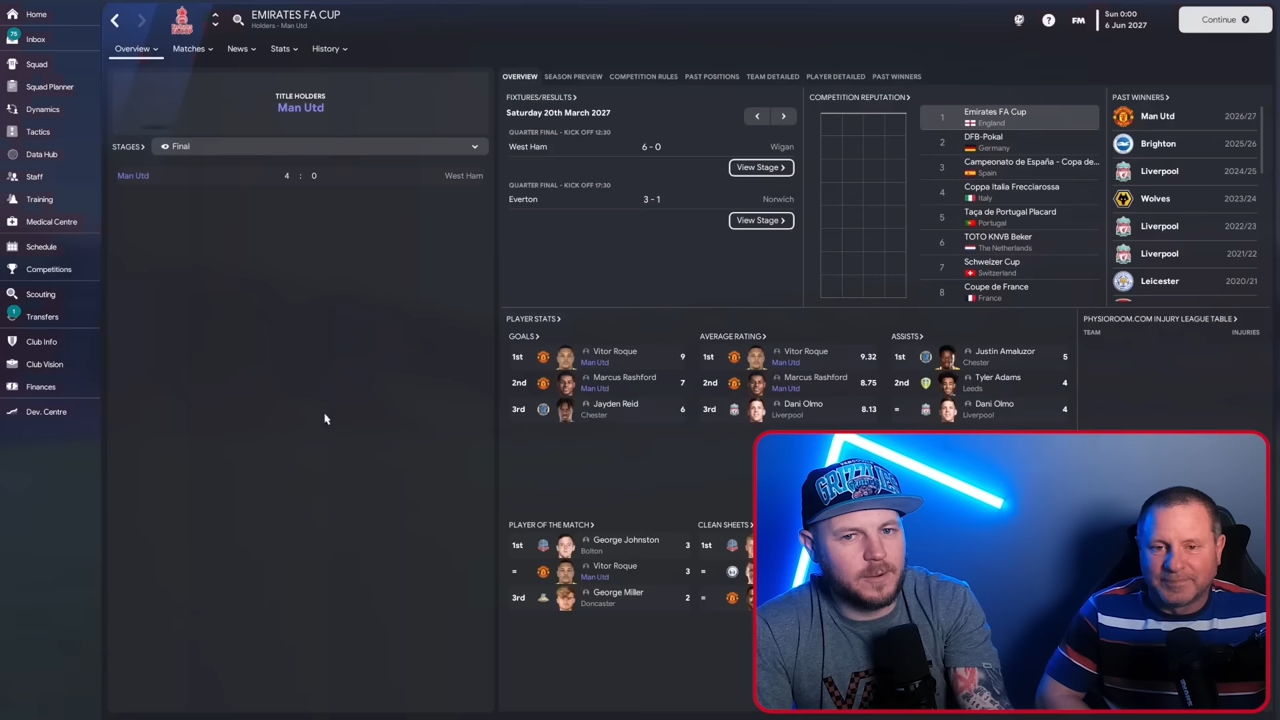 Home
75
Inbox
Squad
Squad Planner
Dynamics
Tactics
Data Hub
Staff
Training
Medical Centre
Schedule
Competitions
Scouting
1
Transfers
Club Info
Club Vision
Finances
Dev. Centre
EMIRATES FA CUP
Holders - Man Utd
FM
Sun 0:00
6 Jun 2027
Continue
Overview
Matches
News
Stats
History
TITLE HOLDERS
Man Utd
STAGES
Final
Man Utd 4 : 0 West Ham
OVERVIEW SEASON PREVIEW COMPETITION RULES PAST POSITIONS TEAM DETAILED PLAYER DETAILED PAST WINNERS
FIXTURES/RESULTS
Saturday 20th March 2027
QUARTER FINAL - KICK OFF 12:30
West Ham 6 - 0 Wigan
View Stage
QUARTER FINAL - KICK OFF 17:30
Everton 3 - 1 Norwich
View Stage
COMPETITION REPUTATION
1 Emirates FA Cup
England
2 DFB-Pokal
Germany
3 Campeonato de España - Copa de...
Spain
4 Coppa Italia Frecciarossa
Italy
5 Taça de Portugal Placard
Portugal
6 TOTO KNVB Beker
The Netherlands
7 Schweizer Cup
Switzerland
8 Coupe de France
France
PAST WINNERS
Man Utd 2026/27
Brighton 2025/26
Liverpool 2024/25
Wolves 2023/24
Liverpool 2022/23
Liverpool 2021/22
Leicester 2020/21
PLAYER STATS
GOALS
1st Vitor Roque 9
Man Utd
2nd Marcus Rashford 7
Man Utd
3rd Jayden Reid 6
Chester
AVERAGE RATING
1st Vitor Roque 9.32
Man Utd
2nd Marcus Rashford 8.75
Man Utd
3rd Dani Olmo 8.13
Liverpool
ASSISTS
1st Justin Amaluzor 5
Chester
2nd Tyler Adams 4
Leeds
= Dani Olmo 4
Liverpool
PHYSIOROOM.COM INJURY LEAGUE TABLE
TEAM INJURIES
PLAYER OF THE MATCH
1st George Johnston 3
Bolton
= Vitor Roque 3
Man Utd
3rd George Miller 2
Doncaster
CLEAN SHEETS
1st
=
=
GRIZZLIES